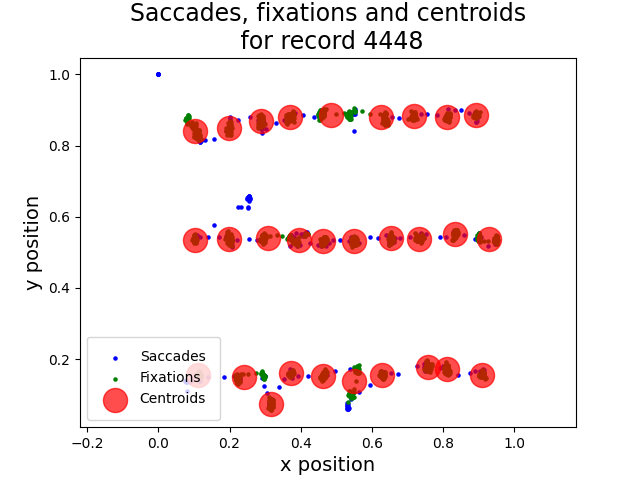 Saccades, fixations and centroids
for record 4448
1.0
0.8
0.6
0.4
0.2
y position
Saccades
Fixations
Centroids
−0.2 0.0 0.2 0.4 0.6 0.8 1.0
x position